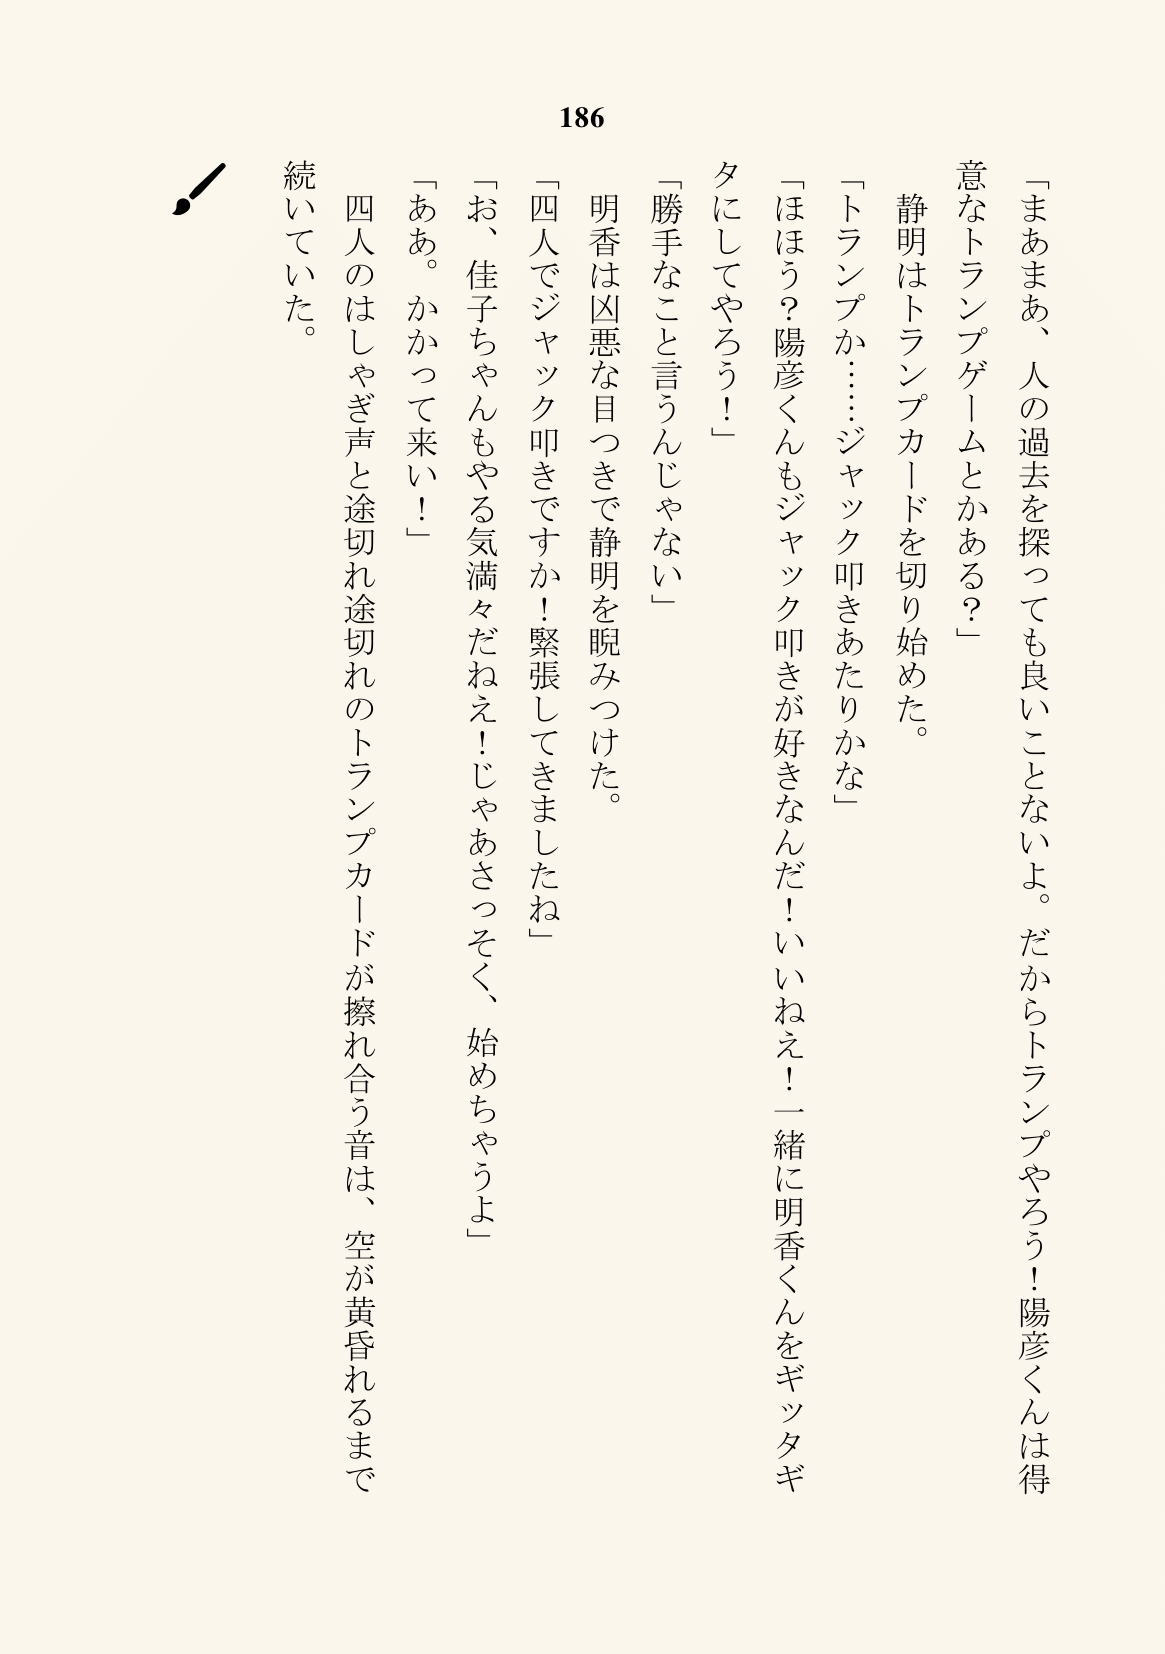 186
「まあまあ、人の過去を探っても良いことないよ。だからトランプやろう！陽彦くんは得
意なトランプゲームとかある？」
　静明はトランプカードを切り始めた。
「トランプか……ジャック叩きあたりかな」
「ほほう？陽彦くんもジャック叩きが好きなんだ！いいねえ！一緒に明香くんをギッタギ
タにしてやろう！」
「勝手なこと言うんじゃない」
　明香は凶悪な目つきで静明を睨みつけた。
「四人でジャック叩きですか！緊張してきましたね」
「お、佳子ちゃんもやる気満々だねえ！じゃあさっそく、始めちゃうよ」
「ああ。かかって来い！」
　四人のはしゃぎ声と途切れ途切れのトランプカードが擦れ合う音は、空が黄昏れるまで
続いていた。